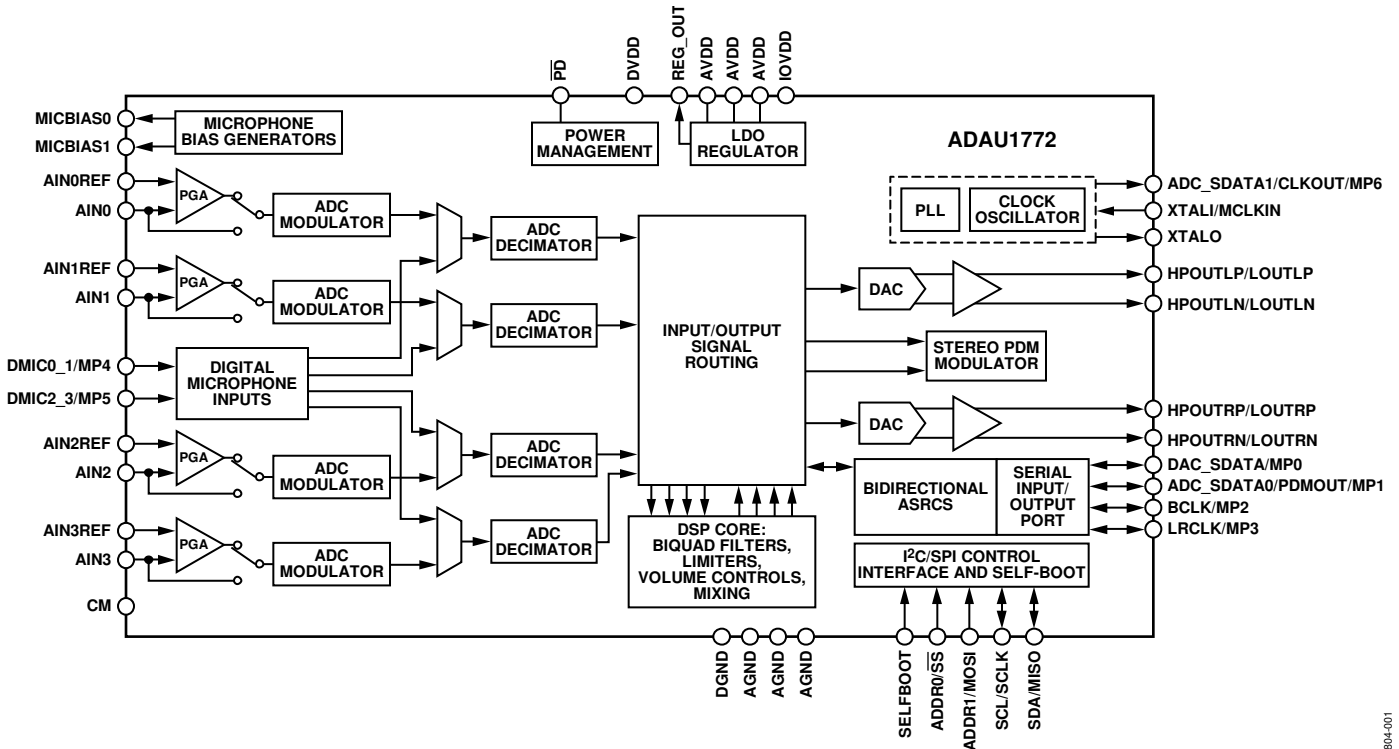 PD
DVDD
REG_OUT
AVDD
AVDD
AVDD
IOVDD
ADAU1772
MICBIAS0
MICBIAS1
MICROPHONE
BIAS GENERATORS
POWER
MANAGEMENT
LDO
REGULATOR
AIN0REF
AIN0
PGA
ADC
MODULATOR
ADC
DECIMATOR
PLL
CLOCK
OSCILLATOR
ADC_SDATA1/CLKOUT/MP6
XTALI/MCLKIN
XTALO
AIN1REF
AIN1
PGA
ADC
MODULATOR
ADC
DECIMATOR
INPUT/OUTPUT
SIGNAL
ROUTING
DAC
HPOUTLP/LOUTLP
HPOUTLN/LOUTLN
DMIC0_1/MP4
DMIC2_3/MP5
DIGITAL
MICROPHONE
INPUTS
STEREO PDM
MODULATOR
AIN2REF
AIN2
PGA
ADC
MODULATOR
ADC
DECIMATOR
DAC
HPOUTRP/LOUTRP
HPOUTRN/LOUTRN
BIDIRECTIONAL
ASRCS
SERIAL
INPUT/
OUTPUT
PORT
DAC_SDATA/MP0
ADC_SDATA0/PDMOUT/MP1
BCLK/MP2
LRCLK/MP3
AIN3REF
AIN3
PGA
ADC
MODULATOR
ADC
DECIMATOR
DSP CORE:
BIQUAD FILTERS,
LIMITERS,
VOLUME CONTROLS,
MIXING
I2C/SPI CONTROL
INTERFACE AND SELF-BOOT
CM
DGND
AGND
AGND
AGND
SELFBOOT
ADDR0/SS
ADDR1/MOSI
SCL/SCLK
SDA/MISO